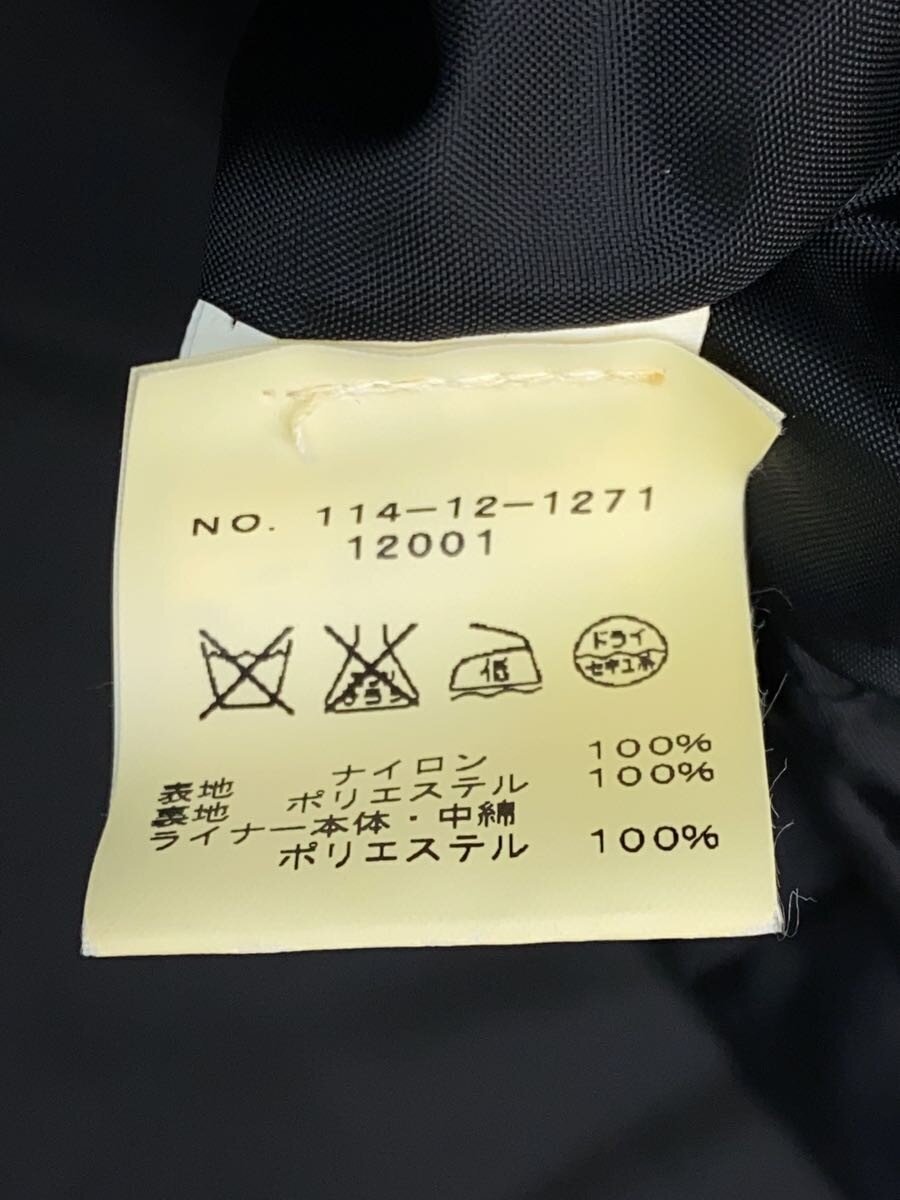 NO. 114-12-1271
12001
低
ドライ
セキユ系
表地 ナイロン 100%
裏地 ポリエステル 100%
ライナー本体・中綿
ポリエステル 100%